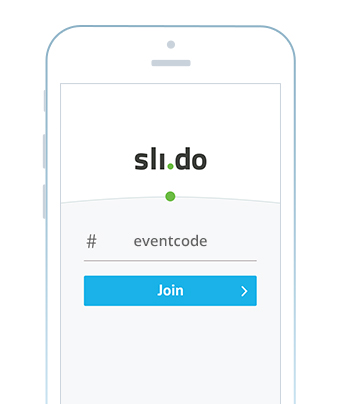 sli.do
# eventcode
Join